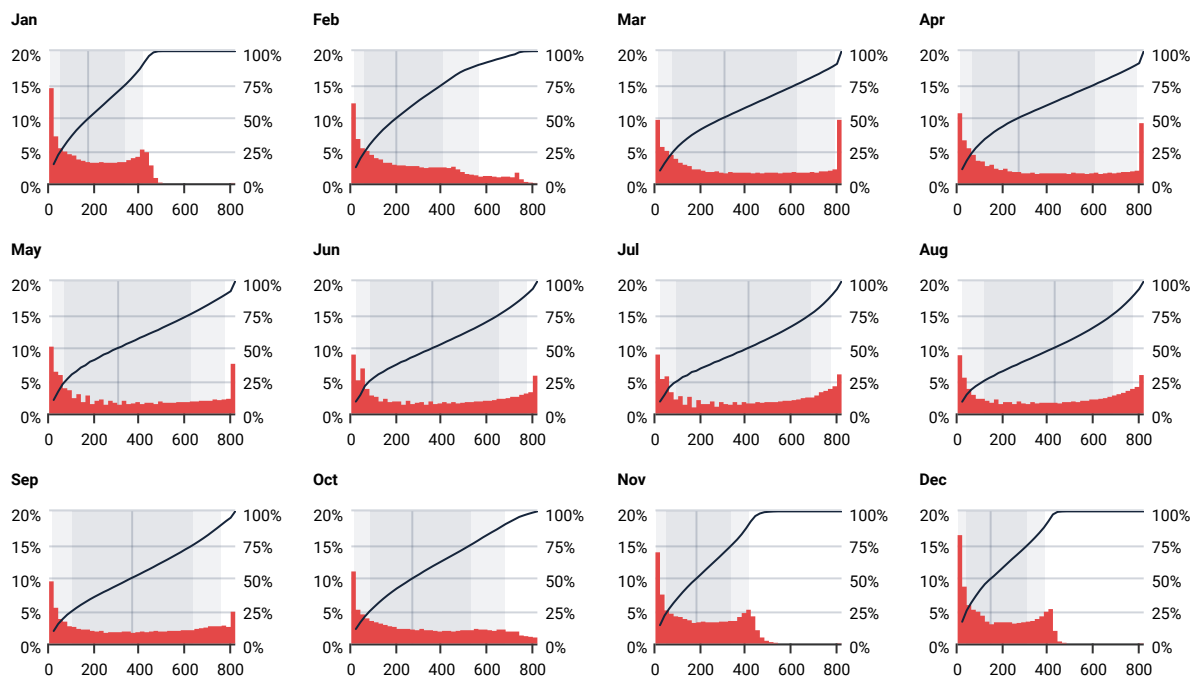 Jan Feb Mar Apr
20% 100% 20% 100% 20% 100% 20% 100%
15% 75% 15% 75% 15% 75% 15% 75%
10% 50% 10% 50% 10% 50% 10% 50%
5% 25% 5% 25% 5% 25% 5% 25%
0% 0% 0% 0% 0% 0% 0% 0%
0 200 400 600 800 0 200 400 600 800 0 200 400 600 800 0 200 400 600 800
May Jun Jul Aug
20% 100% 20% 100% 20% 100% 20% 100%
15% 75% 15% 75% 15% 75% 15% 75%
10% 50% 10% 50% 10% 50% 10% 50%
5% 25% 5% 25% 5% 25% 5% 25%
0% 0% 0% 0% 0% 0% 0% 0%
0 200 400 600 800 0 200 400 600 800 0 200 400 600 800 0 200 400 600 800
Sep Oct Nov Dec
20% 100% 20% 100% 20% 100% 20% 100%
15% 75% 15% 75% 15% 75% 15% 75%
10% 50% 10% 50% 10% 50% 10% 50%
5% 25% 5% 25% 5% 25% 5% 25%
0% 0% 0% 0% 0% 0% 0% 0%
0 200 400 600 800 0 200 400 600 800 0 200 400 600 800 0 200 400 600 800